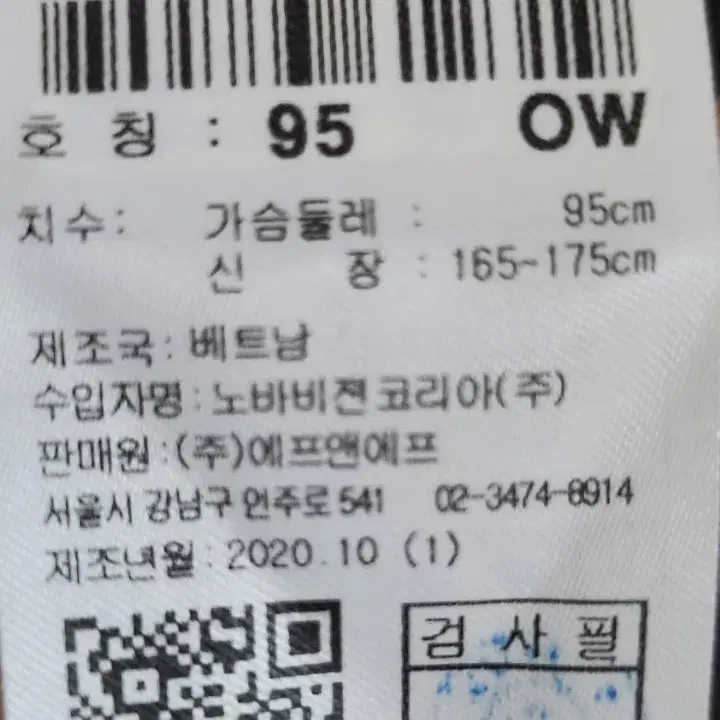 호 칭 : 95 OW
치수: 가슴둘레 : 95cm
신 장 : 165-175cm
제조국: 베트남
수입자명: 노바비젼코리아(주)
판매원:(주)에프앤에프
서울시 강남구 언주로 541 02-3474-8914
제조년월: 2020.10 (1)
검 사 필